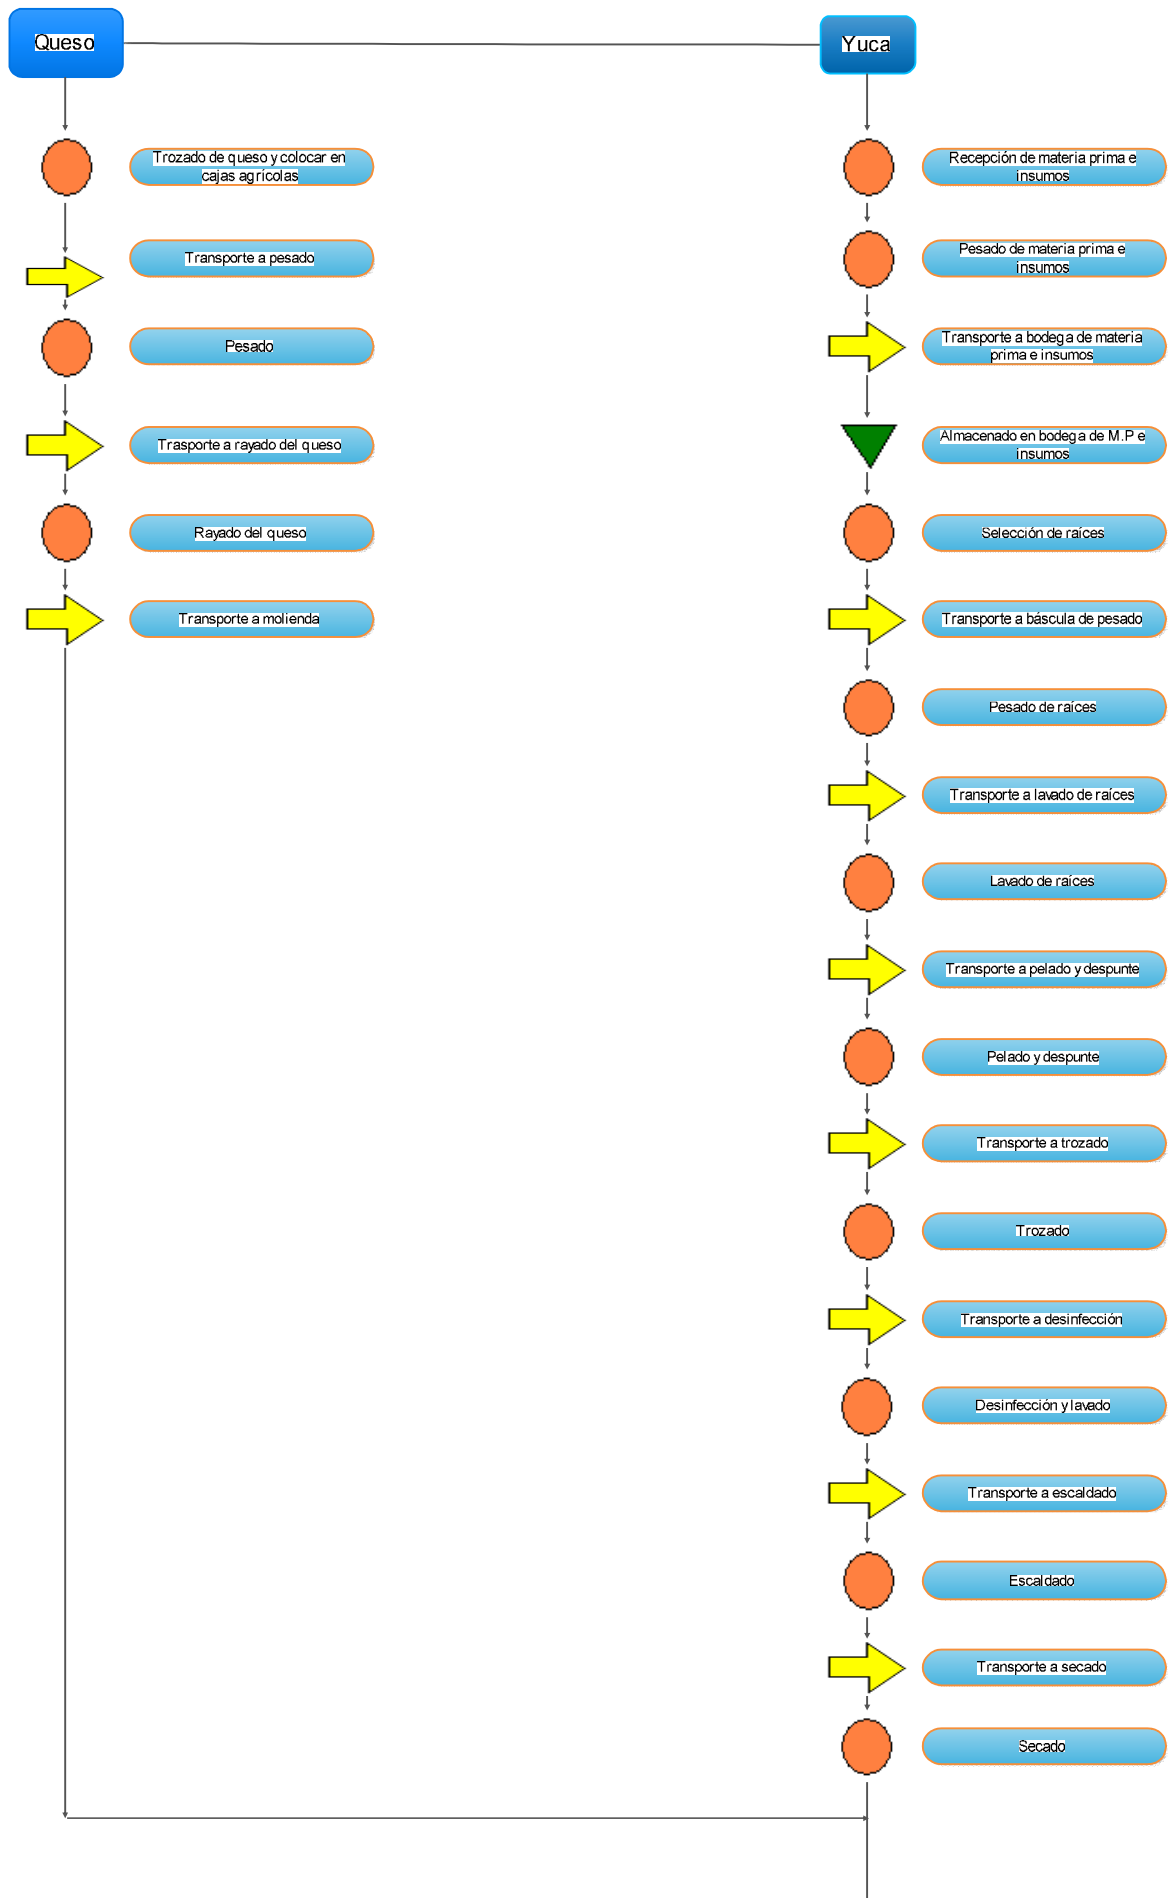 Queso
Yuca
Trozado de queso y colocar en
cajas agrícolas
Transporte a pesado
Pesado
Trasporte a rayado del queso
Rayado del queso
Transporte a molienda
Recepción de materia prima e
insumos
Pesado de materia prima e
insumos
Transporte a bodega de materia
prima e insumos
Almacenado en bodega de M.P e
insumos
Selección de raíces
Transporte a báscula de pesado
Pesado de raíces
Transporte a lavado de raíces
Lavado de raíces
Transporte a pelado y despunte
Pelado y despunte
Transporte a trozado
Trozado
Transporte a desinfección
Desinfección y lavado
Transporte a escaldado
Escaldado
Transporte a secado
Secado